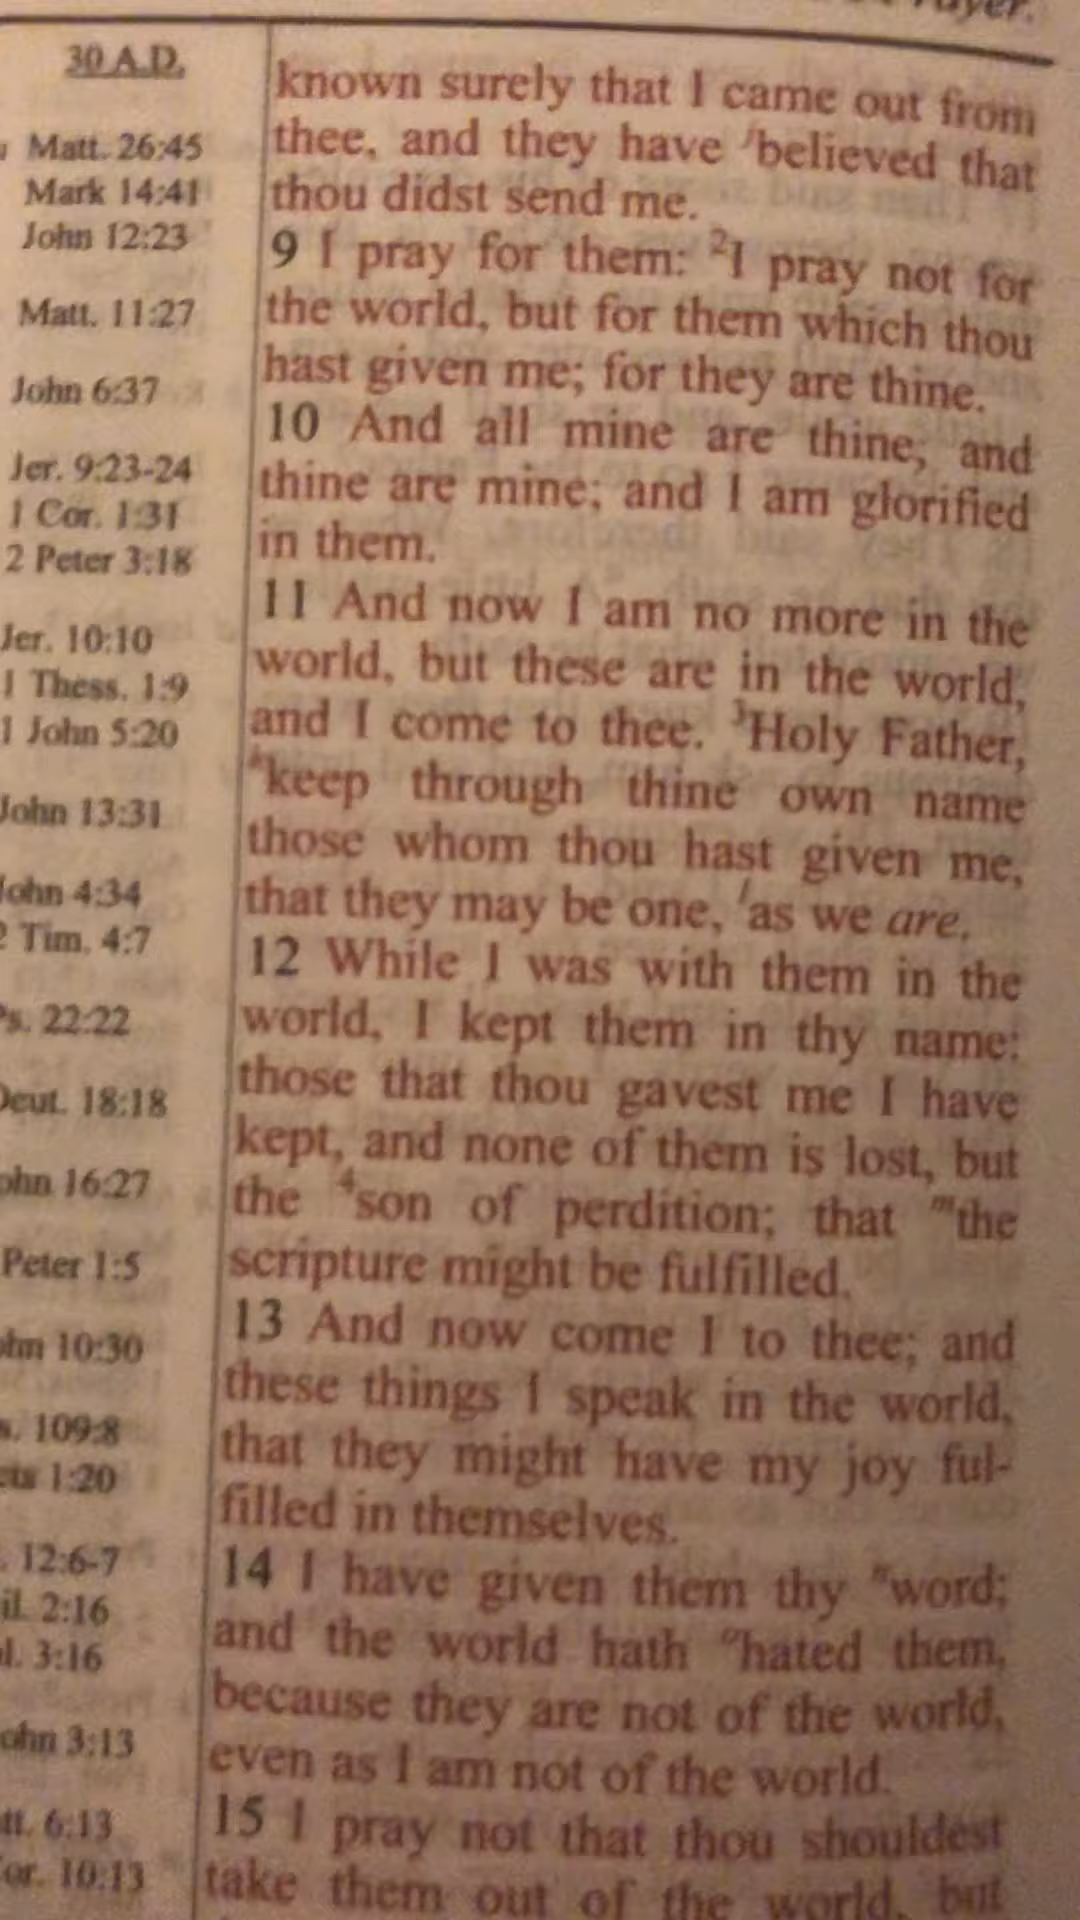 30 A.D.
Matt. 26:45
Mark 14:41
John 12:23
Matt. 11:27
John 6:37
Jer. 9:23-24
1 Cor. 1:31
2 Peter 3:18
Jer. 10:10
1 Thess. 1:9
1 John 5:20
John 13:31
John 4:34
2 Tim. 4:7
Ps. 22:22
Deut. 18:18
ohn 16:27
Peter 1:5
ohn 10:30
s. 109:8
cts 1:20
. 12:6-7
il. 2:16
l. 3:16
ohn 3:13
tt. 6:13
or. 10:13
known surely that I came out from
thee, and they have believed that
thou didst send me.
9 I pray for them: ²I pray not for
the world, but for them which thou
hast given me; for they are thine.
10 And all mine are thine, and
thine are mine; and I am glorified
in them.
11 And now I am no more in the
world, but these are in the world,
and I come to thee. ³Holy Father,
keep through thine own name
those whom thou hast given me,
that they may be one, as we are.
12 While I was with them in the
world, I kept them in thy name:
those that thou gavest me I have
kept, and none of them is lost, but
the ⁴son of perdition; that ᵐthe
scripture might be fulfilled.
13 And now come I to thee; and
these things I speak in the world,
that they might have my joy ful-
filled in themselves.
14 I have given them thy ⁿword;
and the world hath ᵒhated them,
because they are not of the world,
even as I am not of the world.
15 I pray not that thou shouldest
take them out of the world, but